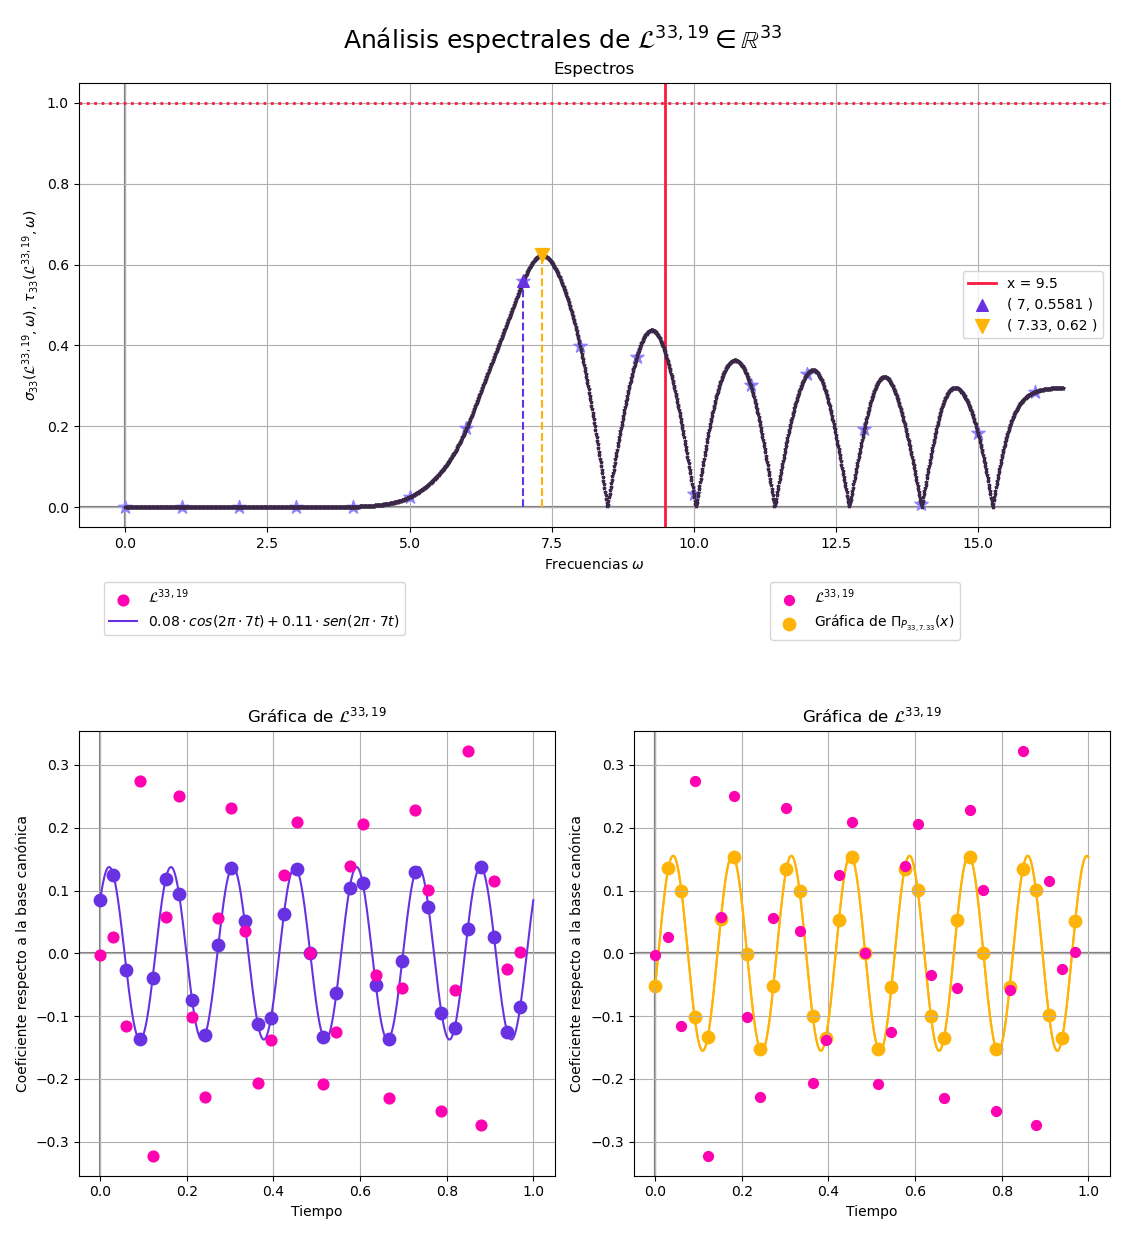 Análisis espectrales de ℒ^{33,19} ∈ ℝ^{33}
Espectros
σ_{33}(ℒ^{33,19}, ω), τ_{33}(ℒ^{33,19}, ω)
1.0
0.8
0.6
0.4
0.2
0.0
x = 9.5
( 7, 0.5581 )
( 7.33, 0.62 )
0.0 2.5 5.0 7.5 10.0 12.5 15.0
Frecuencias ω
ℒ^{33,19}
0.08 · cos(2π · 7t) + 0.11 · sen(2π · 7t)
ℒ^{33,19}
Gráfica de Π_{P_{33,7.33}}(x)
Gráfica de ℒ^{33,19}
Coeficiente respecto a la base canónica
0.3
0.2
0.1
0.0
−0.1
−0.2
−0.3
0.0 0.2 0.4 0.6 0.8 1.0
Tiempo
Gráfica de ℒ^{33,19}
Coeficiente respecto a la base canónica
0.3
0.2
0.1
0.0
−0.1
−0.2
−0.3
0.0 0.2 0.4 0.6 0.8 1.0
Tiempo